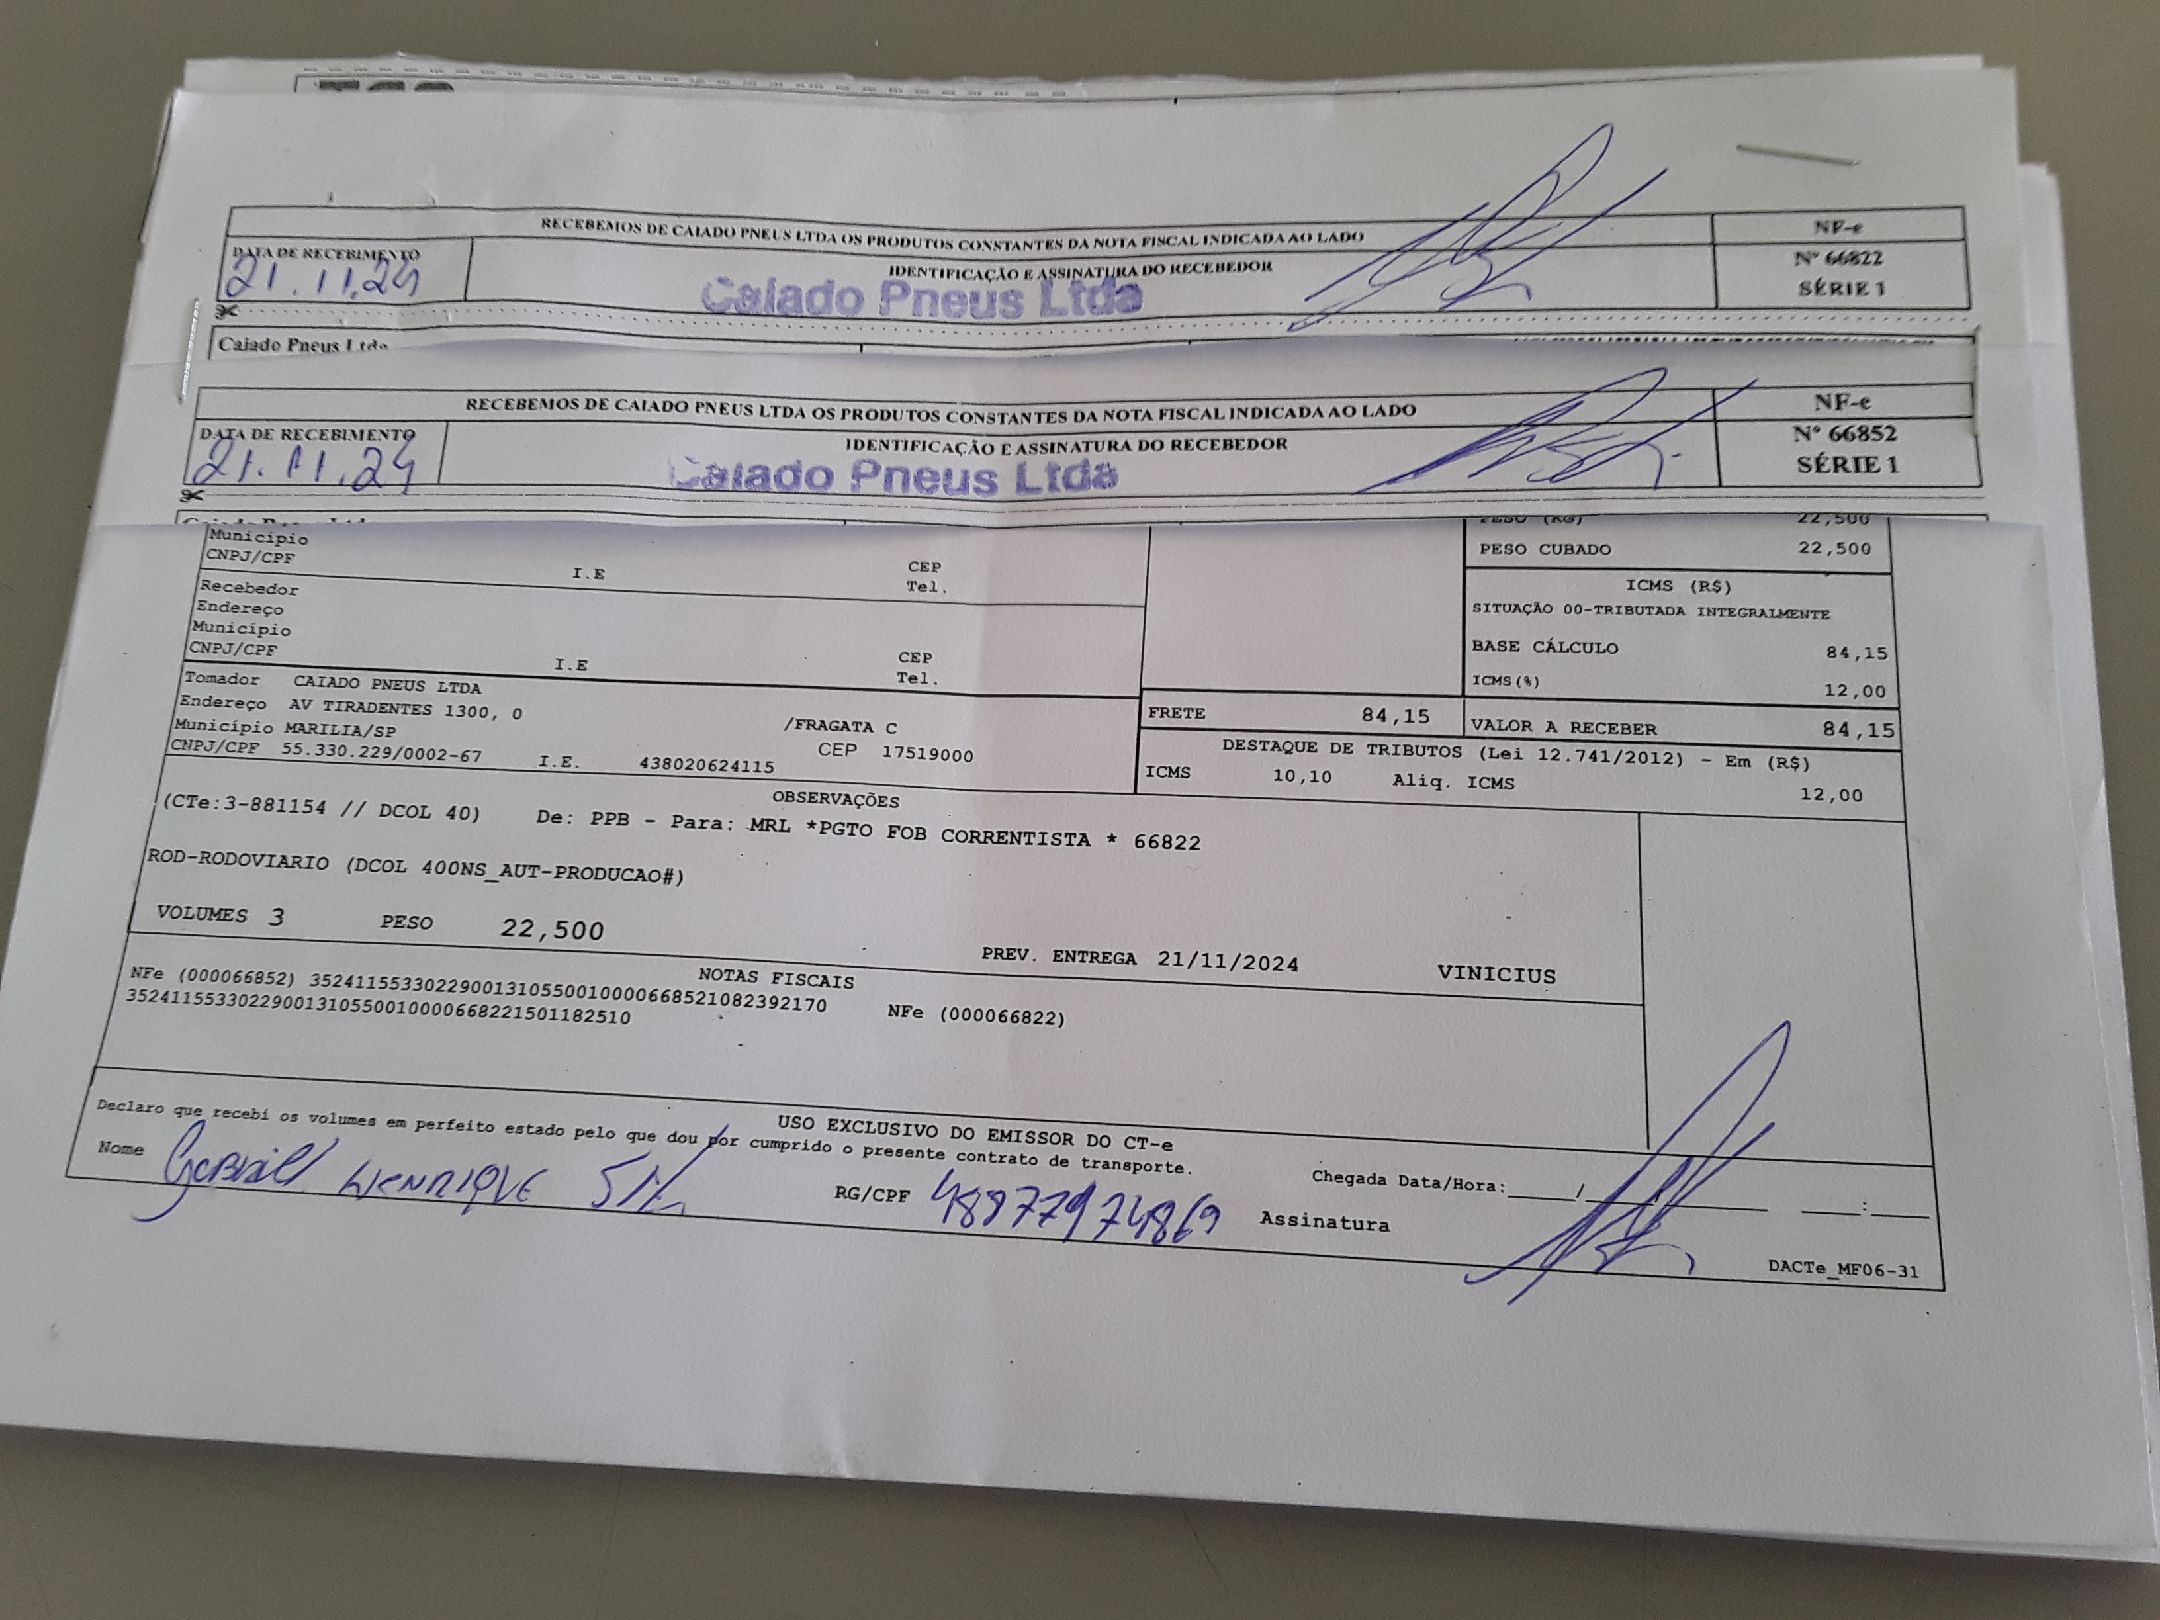 RECEBEMOS DE CAIADO PNEUS LTDA OS PRODUTOS CONSTANTES DA NOTA FISCAL INDICADA AO LADO
NF-e
DATA DE RECEBIMENTO
IDENTIFICAÇÃO E ASSINATURA DO RECEBEDOR
Nº 66822
SÉRIE 1
21.11.24
Caiado Pneus Ltda
Caiado Pneus Ltda
RECEBEMOS DE CAIADO PNEUS LTDA OS PRODUTOS CONSTANTES DA NOTA FISCAL INDICADA AO LADO
NF-e
DATA DE RECEBIMENTO
IDENTIFICAÇÃO E ASSINATURA DO RECEBEDOR
Nº 66852
SÉRIE 1
21.11.24
Caiado Pneus Ltda
PESO (KG) 22,500
Município
PESO CUBADO 22,500
CNPJ/CPF I.E CEP
Tel.
Recebedor
ICMS (R$)
Endereço
SITUAÇÃO 00-TRIBUTADA INTEGRALMENTE
Município
BASE CÁLCULO 84,15
CNPJ/CPF I.E CEP
Tel.
ICMS(%) 12,00
Tomador CAIADO PNEUS LTDA
Endereço AV TIRADENTES 1300, 0 /FRAGATA C
FRETE 84,15 VALOR A RECEBER 84,15
Município MARILIA/SP CEP 17519000
DESTAQUE DE TRIBUTOS (Lei 12.741/2012) - Em (R$)
CNPJ/CPF 55.330.229/0002-67 I.E. 438020624115
ICMS 10,10 Aliq. ICMS 12,00
OBSERVAÇÕES
(CTe:3-881154 // DCOL 40) De: PPB - Para: MRL *PGTO FOB CORRENTISTA * 66822
ROD-RODOVIARIO (DCOL 400NS_AUT-PRODUCAO#)
VOLUMES 3 PESO 22,500
PREV. ENTREGA 21/11/2024 VINICIUS
NOTAS FISCAIS
NFe (000066852) 35241155330229001310550010000668521082392170 NFe (000066822)
35241155330229001310550010000668221501182510
USO EXCLUSIVO DO EMISSOR DO CT-e
Declaro que recebi os volumes em perfeito estado pelo que dou por cumprido o presente contrato de transporte.
Chegada Data/Hora:_____/
Nome Gabriel HENRIQUE RG/CPF 48877974869 Assinatura
DACTe_MF06-31